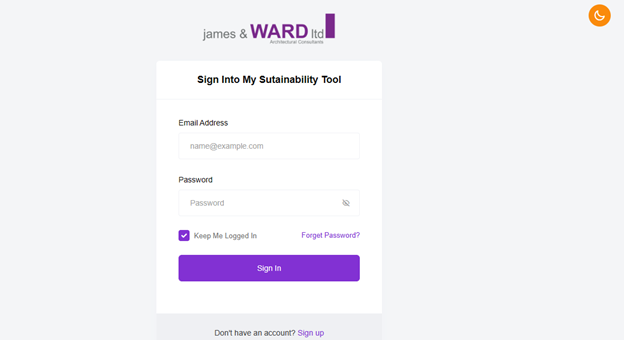 james & WARD ltd
Architectural Consultants
Sign Into My Sutainability Tool
Email Address
name@example.com
Password
Password
Keep Me Logged In Forget Password?
Sign In
Don't have an account? Sign up